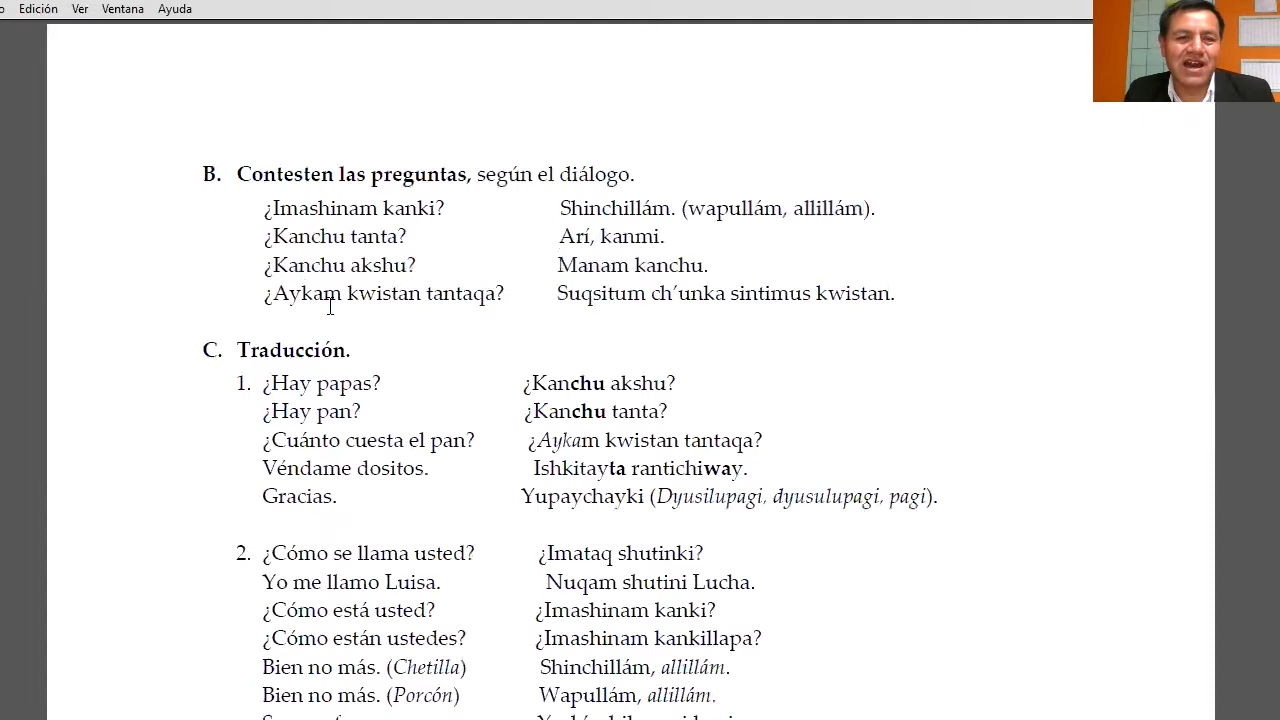 Edición Ver Ventana Ayuda
B. Contesten las preguntas, según el diálogo.
¿Imashinam kanki? Shinchillám. (wapullám, allillám).
¿Kanchu tanta? Arí, kanmi.
¿Kanchu akshu? Manam kanchu.
¿Aykam kwistan tantaqa? Suqsitum ch’unka sintimus kwistan.
C. Traducción.
1. ¿Hay papas? ¿Kanchu akshu?
¿Hay pan? ¿Kanchu tanta?
¿Cuánto cuesta el pan? ¿Aykam kwistan tantaqa?
Véndame dositos. Ishkitayta rantichiway.
Gracias. Yupaychayki (Dyusilupagi, dyusulupagi, pagi).
2. ¿Cómo se llama usted? ¿Imataq shutinki?
Yo me llamo Luisa. Nuqam shutini Lucha.
¿Cómo está usted? ¿Imashinam kanki?
¿Cómo están ustedes? ¿Imashinam kankillapa?
Bien no más. (Chetilla) Shinchillám, allillám.
Bien no más. (Porcón) Wapullám, allillám.